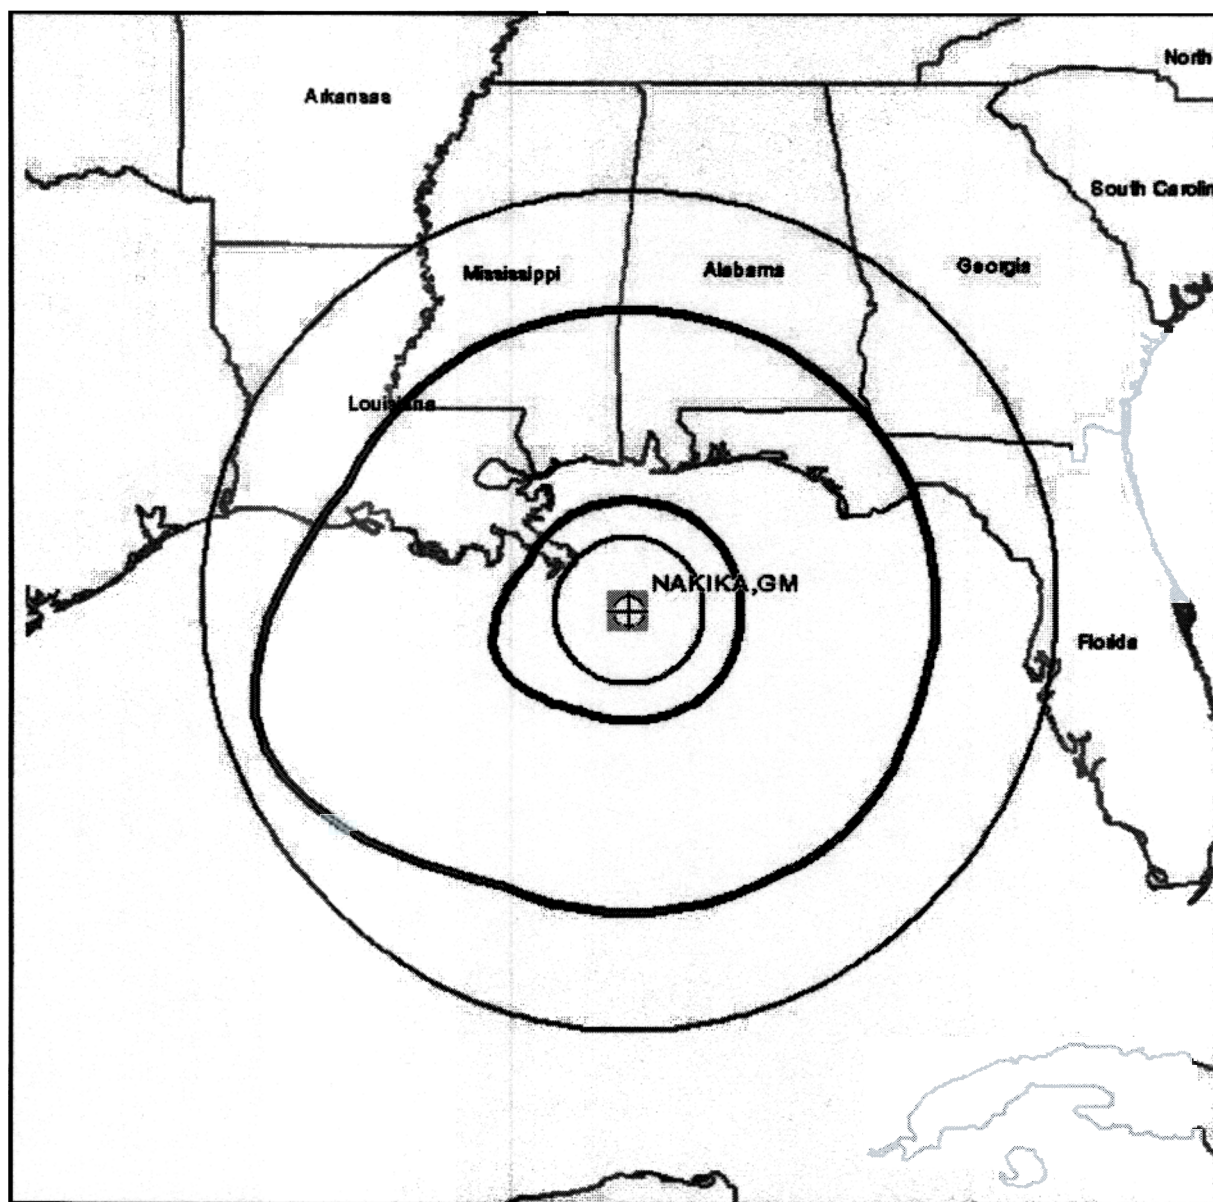 North
Arkansas
South Carolin
Mississippi
Alabama
Georgia
Louisiana
NAKIKA,GM
Florida